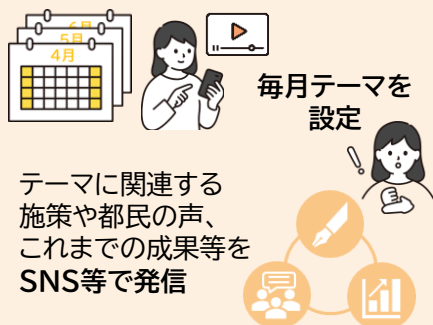 6月
5月
4月
毎月テーマを
設定
テーマに関連する
施策や都民の声、
これまでの成果等を
SNS等で発信